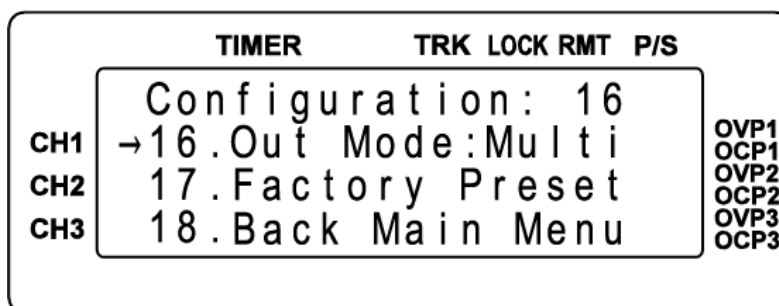 TIMER TRK LOCK RMT P/S
Configuration: 16
CH1 →16.Out Mode:Multi OVP1
OCP1
CH2 17.Factory Preset OVP2
OCP2
CH3 18.Back Main Menu OVP3
OCP3